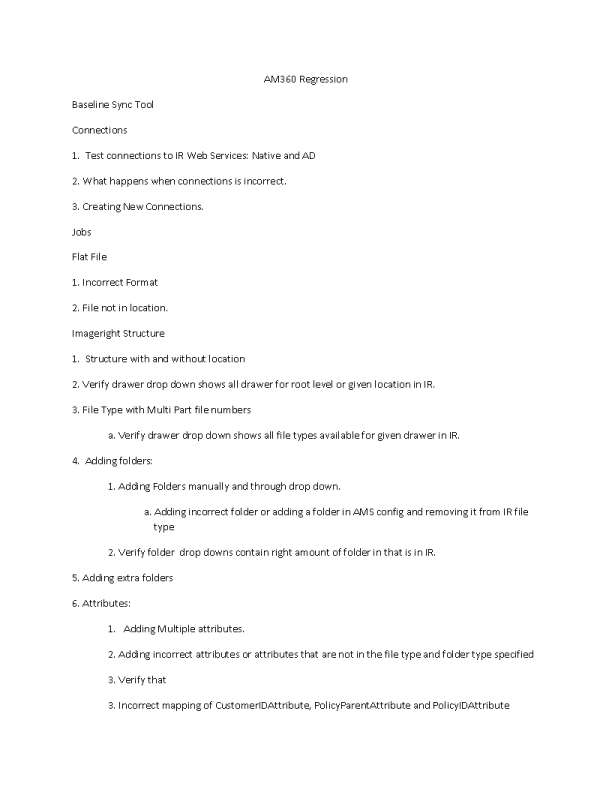 AM360 Regression
Baseline Sync Tool
Connections
1. Test connections to IR Web Services: Native and AD
2. What happens when connections is incorrect.
3. Creating New Connections.
Jobs
Flat File
1. Incorrect Format
2. File not in location.
Imageright Structure
1. Structure with and without location
2. Verify drawer drop down shows all drawer for root level or given location in IR.
3. File Type with Multi Part file numbers
a. Verify drawer drop down shows all file types available for given drawer in IR.
4. Adding folders:
1. Adding Folders manually and through drop down.
a. Adding incorrect folder or adding a folder in AMS config and removing it from IR file
type
2. Verify folder drop downs contain right amount of folder in that is in IR.
5. Adding extra folders
6. Attributes:
1. Adding Multiple attributes.
2. Adding incorrect attributes or attributes that are not in the file type and folder type specified
3. Verify that
3. Incorrect mapping of CustomerIDAttribute, PolicyParentAttribute and PolicyIDAttribute